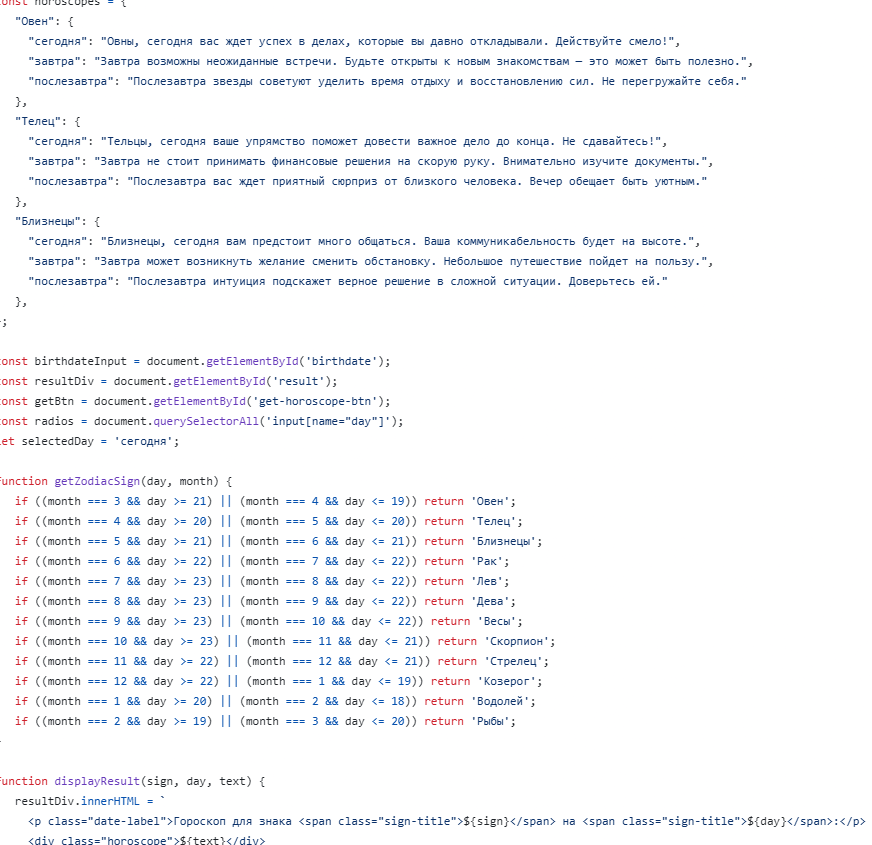 const horoscopes = {
"Овен": {
"сегодня": "Овны, сегодня вас ждет успех в делах, которые вы давно откладывали. Действуйте смело!",
"завтра": "Завтра возможны неожиданные встречи. Будьте открыты к новым знакомствам — это может быть полезно.",
"послезавтра": "Послезавтра звезды советуют уделить время отдыху и восстановлению сил. Не перегружайте себя."
},
"Телец": {
"сегодня": "Тельцы, сегодня ваше упрямство поможет довести важное дело до конца. Не сдавайтесь!",
"завтра": "Завтра не стоит принимать финансовые решения на скорую руку. Внимательно изучите документы.",
"послезавтра": "Послезавтра вас ждет приятный сюрприз от близкого человека. Вечер обещает быть уютным."
},
"Близнецы": {
"сегодня": "Близнецы, сегодня вам предстоит много общаться. Ваша коммуникабельность будет на высоте.",
"завтра": "Завтра может возникнуть желание сменить обстановку. Небольшое путешествие пойдет на пользу.",
"послезавтра": "Послезавтра интуиция подскажет верное решение в сложной ситуации. Доверьтесь ей."
},
};
const birthdateInput = document.getElementById('birthdate');
const resultDiv = document.getElementById('result');
const getBtn = document.getElementById('get-horoscope-btn');
const radios = document.querySelectorAll('input[name="day"]');
let selectedDay = 'сегодня';
function getZodiacSign(day, month) {
if ((month === 3 && day >= 21) || (month === 4 && day <= 19)) return 'Овен';
if ((month === 4 && day >= 20) || (month === 5 && day <= 20)) return 'Телец';
if ((month === 5 && day >= 21) || (month === 6 && day <= 21)) return 'Близнецы';
if ((month === 6 && day >= 22) || (month === 7 && day <= 22)) return 'Рак';
if ((month === 7 && day >= 23) || (month === 8 && day <= 22)) return 'Лев';
if ((month === 8 && day >= 23) || (month === 9 && day <= 22)) return 'Дева';
if ((month === 9 && day >= 23) || (month === 10 && day <= 22)) return 'Весы';
if ((month === 10 && day >= 23) || (month === 11 && day <= 21)) return 'Скорпион';
if ((month === 11 && day >= 22) || (month === 12 && day <= 21)) return 'Стрелец';
if ((month === 12 && day >= 22) || (month === 1 && day <= 19)) return 'Козерог';
if ((month === 1 && day >= 20) || (month === 2 && day <= 18)) return 'Водолей';
if ((month === 2 && day >= 19) || (month === 3 && day <= 20)) return 'Рыбы';
}
function displayResult(sign, day, text) {
resultDiv.innerHTML = `
<p class="date-label">Гороскоп для знака <span class="sign-title">${sign}</span> на <span class="sign-title">${day}</span>:</p>
<div class="horoscope">${text}</div>